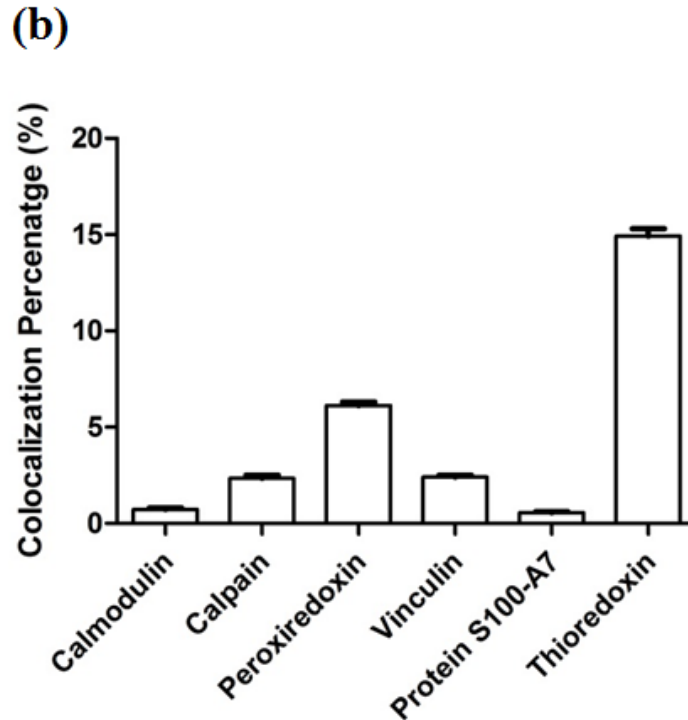 (b)
Colocalization Percenatge (%)
20
15
10
5
0
Calmodulin
Calpain
Peroxiredoxin
Vinculin
Protein S100-A7
Thioredoxin